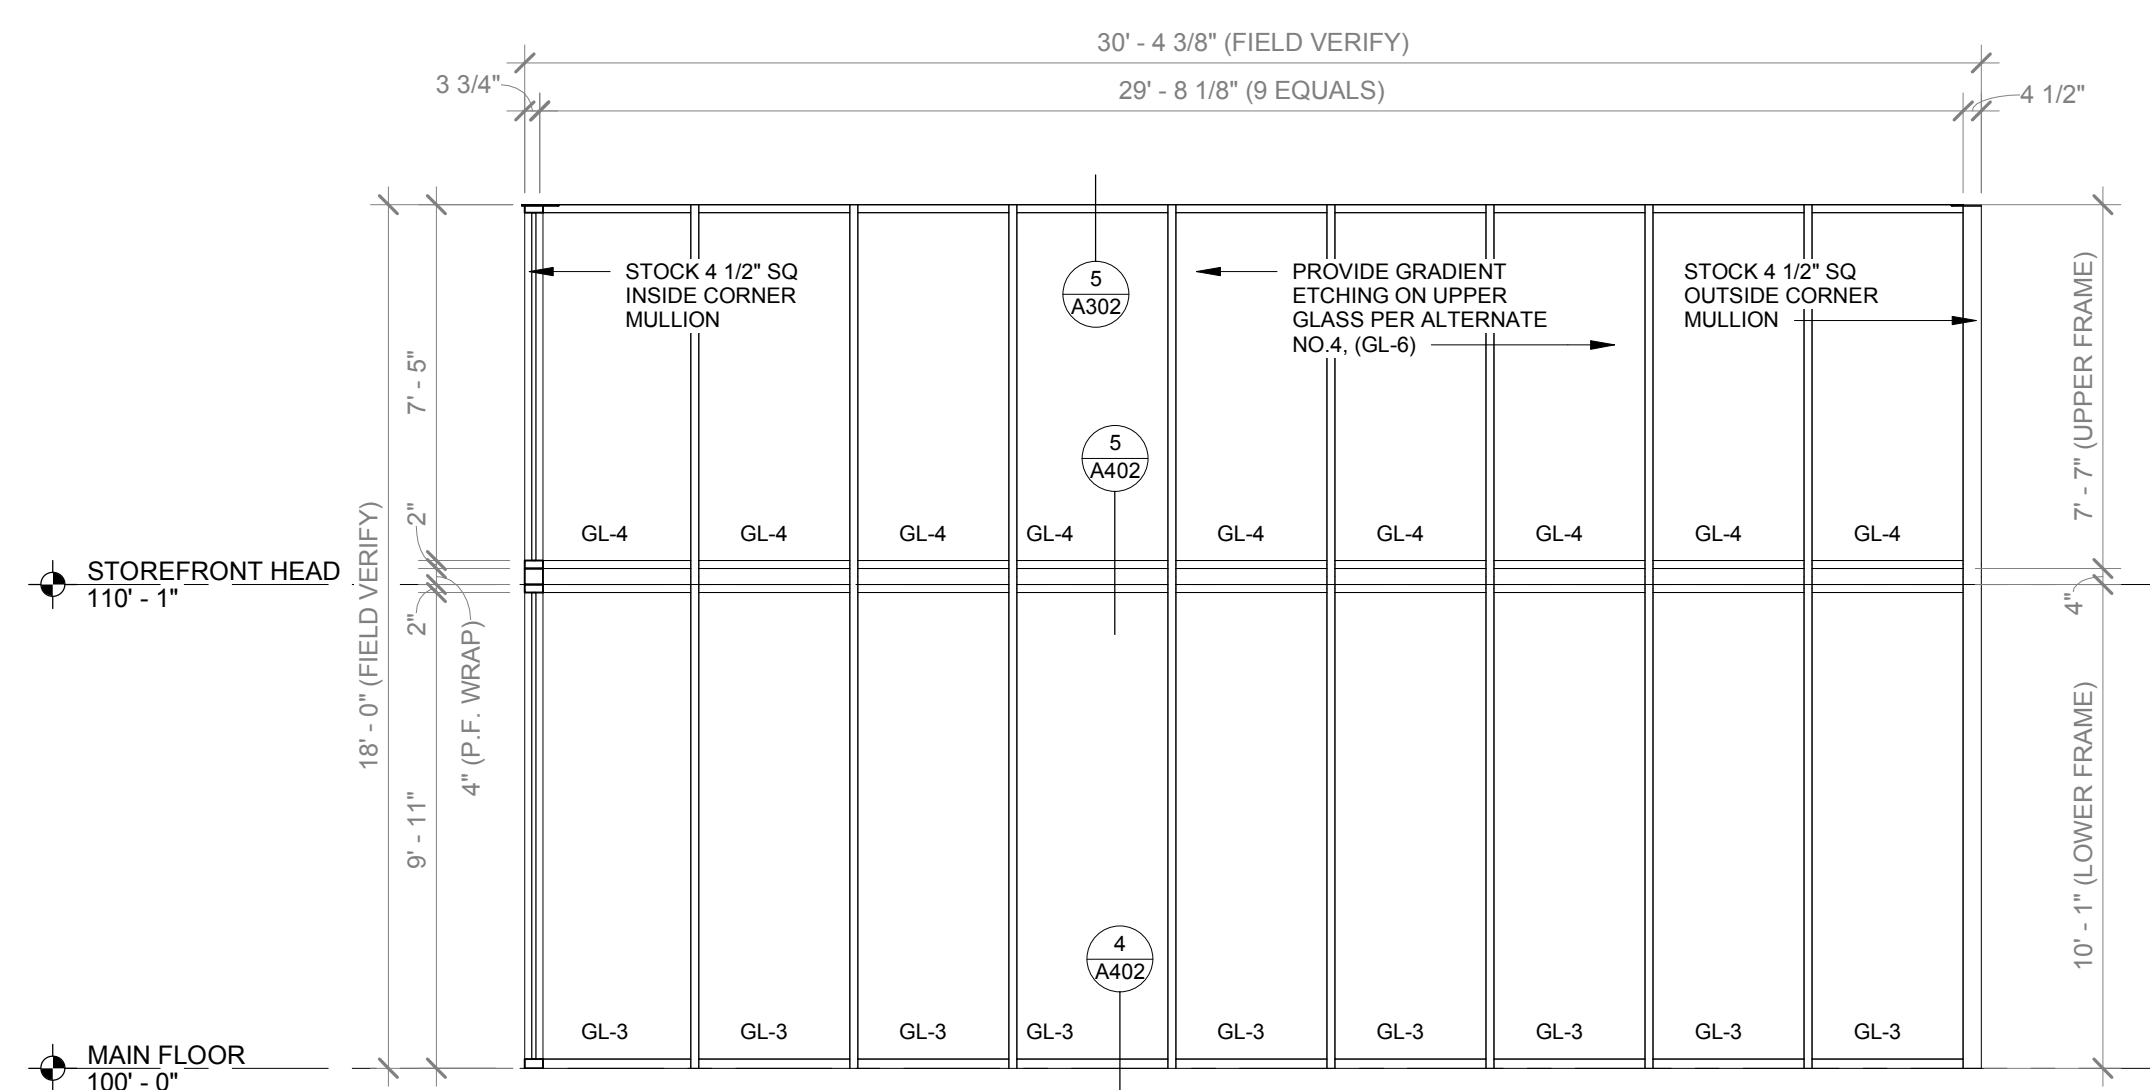 30' - 4 3/8" (FIELD VERIFY)
3 3/4"
29' - 8 1/8" (9 EQUALS)
4 1/2"
STOCK 4 1/2" SQ
INSIDE CORNER
MULLION
5
A302
PROVIDE GRADIENT
ETCHING ON UPPER
GLASS PER ALTERNATE
NO.4, (GL-6)
STOCK 4 1/2" SQ
OUTSIDE CORNER
MULLION
7' - 5"
7' - 7" (UPPER FRAME)
5
A402
2"
GL-4 GL-4 GL-4 GL-4 GL-4 GL-4 GL-4 GL-4 GL-4
STOREFRONT HEAD
110' - 1"
18' - 0" (FIELD VERIFY)
2"
4" (P.F. WRAP)
4"
9' - 11"
10' - 1" (LOWER FRAME)
4
A402
GL-3 GL-3 GL-3 GL-3 GL-3 GL-3 GL-3 GL-3 GL-3
MAIN FLOOR
100' - 0"